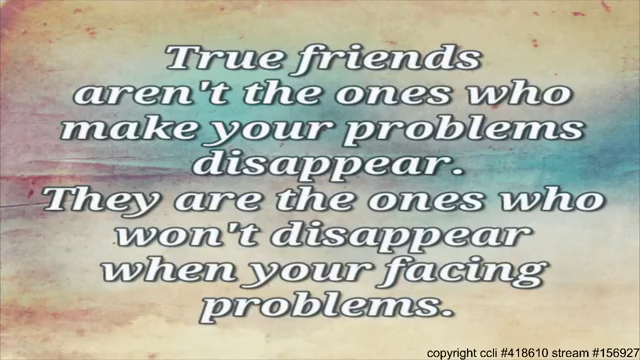 True friends
aren't the ones who
make your problems
disappear.
They are the ones who
won't disappear
when your facing
problems.
copyright ccli #418610 stream #156927